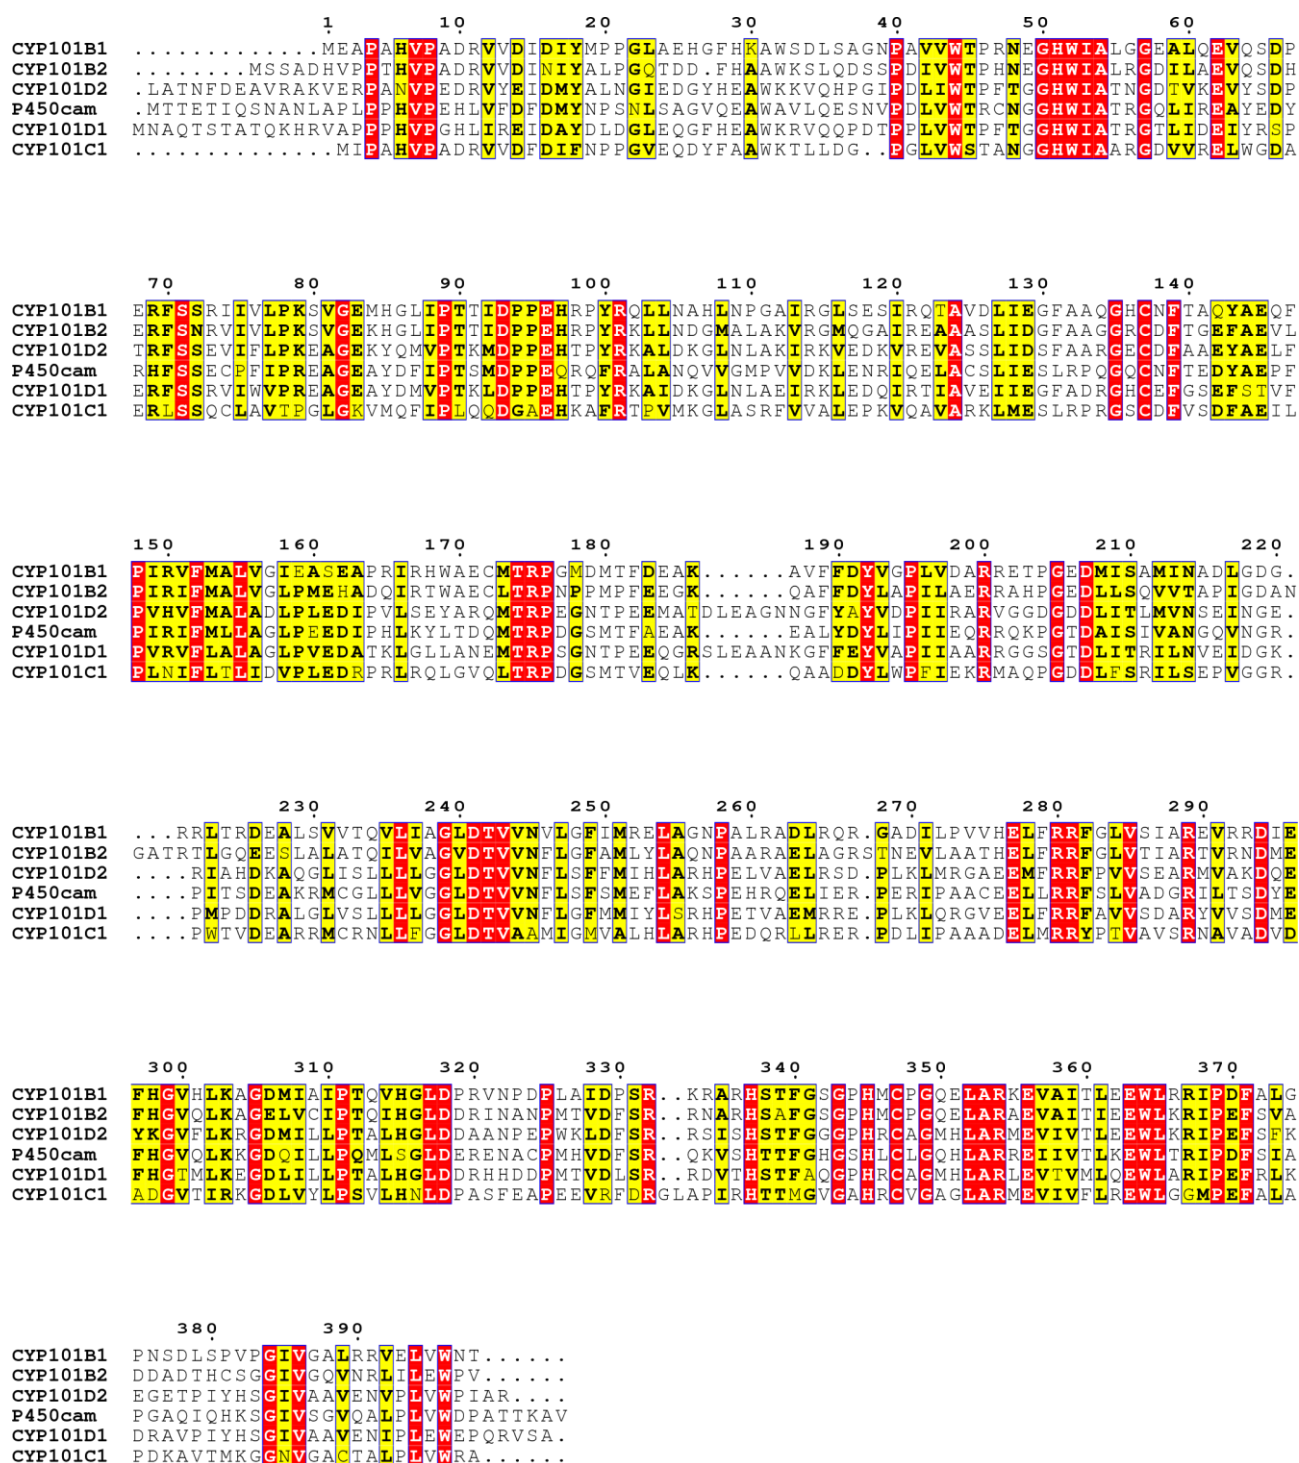 1 10 20 30 40 50 60
CYP101B1 .............MEAPAHVPADRVVDIDIYMPPGLAEHGFHKAWSDLSAGNPAVVWTPRNEGHWIALGGEALQEVQSDP
CYP101B2 ........MSSADHVPPTHVPADRVVDINIYALPGQTDD.FHAAWKSLQDSSPDIVWTPHNEGHWIALRGDILAEVQSDH
CYP101D2 .LATNFDEAVRAKVERPANVPEDRVYEIDMYALNGIEDGYHEAWKKVQHPGIPDLIWTPFTGGHWIATNGDTVKEVYSDP
P450cam .MTTETIQSNANLAPLPPHVPEHLVFDFDMYNPSNLSAGVQEAWAVLQESNVPDLVWTRCNGGHWIATRGQLIREAYEDY
CYP101D1 MNAQTSTATQKHRVAPPPHVPGHLIREIDAYDLDGLEQGFHEAWKRVQQPDTPPLVWTPFTGGHWIATRGTLIDEIYRSP
CYP101C1 ..............MIPAHVPADRVVDFDIFNPPGVEQDYFAAWKTLLDG..PGLVWSTANGGHWIAARGDVVRELWGDA
70 80 90 100 110 120 130 140
CYP101B1 ERFSSRIIVLPKSVGEMHGLIPTTIDPPEHRPYRQLLNAHLNPGAIRGLSESIRQTAVDLIEGFAAQGHCNFTAQYAEQF
CYP101B2 ERFSNRVIVLPKSVGEKHGLIPTTIDPPEHRPYRKLLNDGMALAKVRGMQGAIREAAASLIDGFAAGGRCDFTGEFAEVL
CYP101D2 TRFSSEVIFLPKEAGEKYQMVPTKMDPPEHTPYRKALDKGLNLAKIRKVEDKVREVASSLIDSFAARGECDFAAEYAELF
P450cam RHFSSECPFIPREAGEAYDFIPTSMDPPEQRQFRALANQVVGMPVVDKLENRIQELACSLIESLRPQGQCNFTEDYAEPF
CYP101D1 ERFSSRVIWVPREAGEAYDMVPTKLDPPEHTPYRKAIDKGLNLAEIRKLEDQIRTIAVEIIEGFADRGHCEFGSEFSTVF
CYP101C1 ERLSSQCLAVTPGLGKVMQFIPLQQDGAEHKAFRTPVMKGLASRFVVALEPKVQAVARKLMESLRPRGSCDFVSDFAEIL
150 160 170 180 190 200 210 220
CYP101B1 PIRVFMALVGIEASEAPRIRHWAECMTRPGMDMTFDEAK......AVFFDYVGPLVDARRETPGEDMISAMINADLGDG.
CYP101B2 PIRIFMALVGLPMEHADQIRTWAECLTRPNPPMPFEEGK......QAFFDYLAPILAERRAHPGEDLLSQVVTAPIGDAN
CYP101D2 PVHVFMALADLPLEDIPVLSEYARQMTRPEGNTPEEMATDLEAGNNGFYAYVDPIIRARVGGDGDDLITLMVNSEINGE.
P450cam PIRIFMLLAGLPEEDIPHLKYLTDQMTRPDGSMTFAEAK......EALYDYLIPIIEQRRQKPGTDAISIVANGQVNGR.
CYP101D1 PVRVFLALAGLPVEDATKLGLLANEMTRPSGNTPEEQGRSLEAANKGFFEYVAPIIAARRGGSGTDLITRILNVEIDGK.
CYP101C1 PLNIFLTLIDVPLEDRPRLRQLGVQLTRPDGSMTVEQLK......QAADDYLWPFIEKRMAQPGDDLFSRILSEPVGGR.
230 240 250 260 270 280 290
CYP101B1 ...RRLTRDEALSVVTQVLIAGLDTVVNVLGFIMRELAGNPALRADLRQR.GADILPVVHELFRRFGLVSIAREVRRDIE
CYP101B2 GATRTLGQEESLALATQILVAGVDTVVNFLGFAMLYLAQNPAARAELAGRSTNEVLAATHELFRRFGLVTIARTVRNDME
CYP101D2 ....RIAHDKAQGLISLLLLGGLDTVVNFLSFFMIHLARHPELVAELRSD.PLKLMRGAEEMFRRFPVVSEARMVAKDQE
P450cam ....PITSDEAKRMCGLLLVGGLDTVVNFLSFSMEFLAKSPEHRQELIER.PERIPAACEELLRRFSLVADGRILTSDYE
CYP101D1 ....PMPDDRALGLVSLLLLGGLDTVVNFLGFMMIYLSRHPETVAEMRRE.PLKLQRGVEELFRRFAVVSDARYVVSDME
CYP101C1 ....PWTVDEARRMCRNLLFGGLDTVAAMIGMVALHLARHPEDQRLLRER.PDLIPAAADELMRRYPTVAVSRNAVADVD
300 310 320 330 340 350 360 370
CYP101B1 FHGVHLKAGDMIAIPTQVHGLDPRVNPDPLAIDPSR..KRARHSTFGSGPHMCPGQELARKEVAITLEEWLRRIPDFALG
CYP101B2 FHGVQLKAGELVCIPTQIHGLDDRINANPMTVDFSR..RNARHSAFGSGPHMCPGQELARAEVAITIEEWLKRIPEFSVA
CYP101D2 YKGVFLKRGDMILLPTALHGLDDAANPEPWKLDFSR..RSISHSTFGGGPHRCAGMHLARMEVIVTLEEWLKRIPEFSFK
P450cam FHGVQLKKGDQILLPQMLSGLDERENACPMHVDFSR..QKVSHTTFGHGSHLCLGQHLARREIIVTLKEWLTRIPDFSIA
CYP101D1 FHGTMLKEGDLILLPTALHGLDDRHHDDPMTVDLSR..RDVTHSTFAQGPHRCAGMHLARLEVTVMLQEWLARIPEFRLK
CYP101C1 ADGVTIRKGDLVYLPSVLHNLDPASFEAPEEVRFDRGLAPIRHTTMGVGAHRCVGAGLARMEVIVFLREWLGGMPEFALA
380 390
CYP101B1 PNSDLSPVPGIVGALRRVELVWNT......
CYP101B2 DDADTHCSGGIVGQVNRLILEWPV......
CYP101D2 EGETPIYHSGIVAAVENVPLVWPIAR....
P450cam PGAQIQHKSGIVSGVQALPLVWDPATTKAV
CYP101D1 DRAVPIYHSGIVAAVENIPLEWEPQRVSA.
CYP101C1 PDKAVTMKGGNVGACTALPLVWRA......